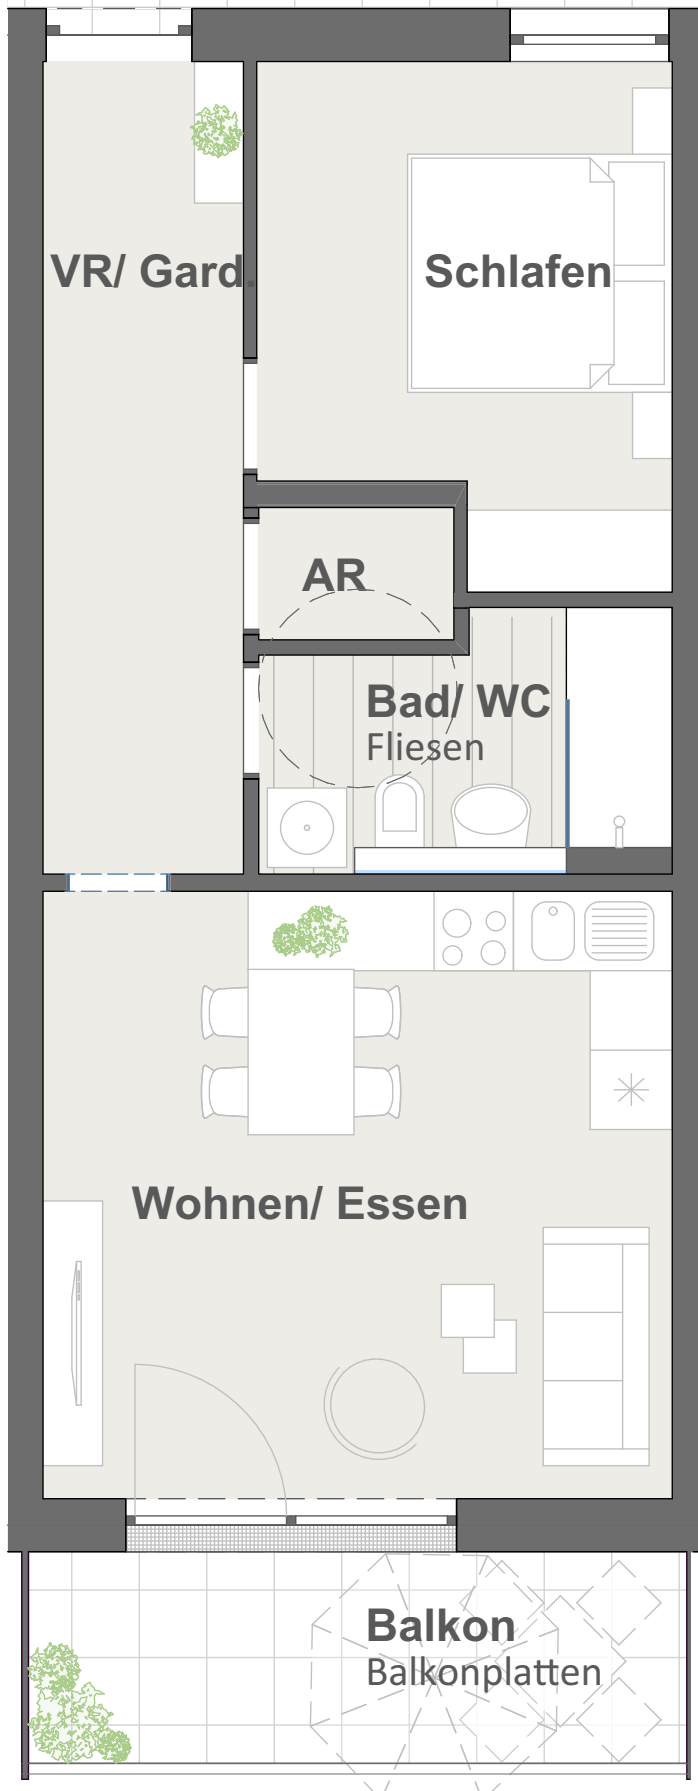 VR/ Gard.
Schlafen
AR
Bad/ WC
Fliesen
Wohnen/ Essen
Balkon
Balkonplatten